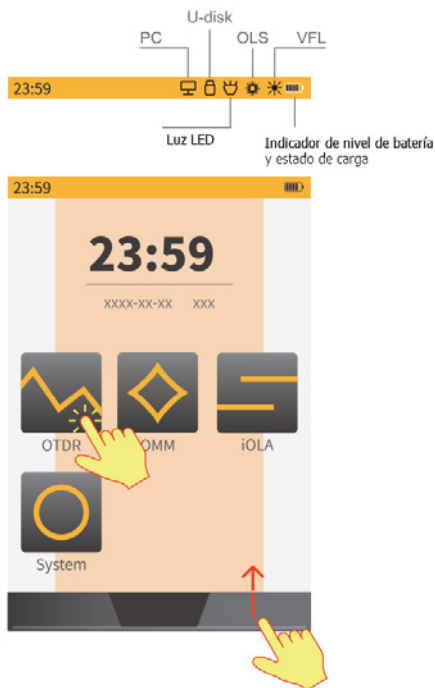 U-disk
PC OLS VFL
23:59
Luz LED
Indicador de nivel de batería
y estado de carga
23:59
23:59
xxxx-xx-xx xxx
OTDR OMM iOLA
System